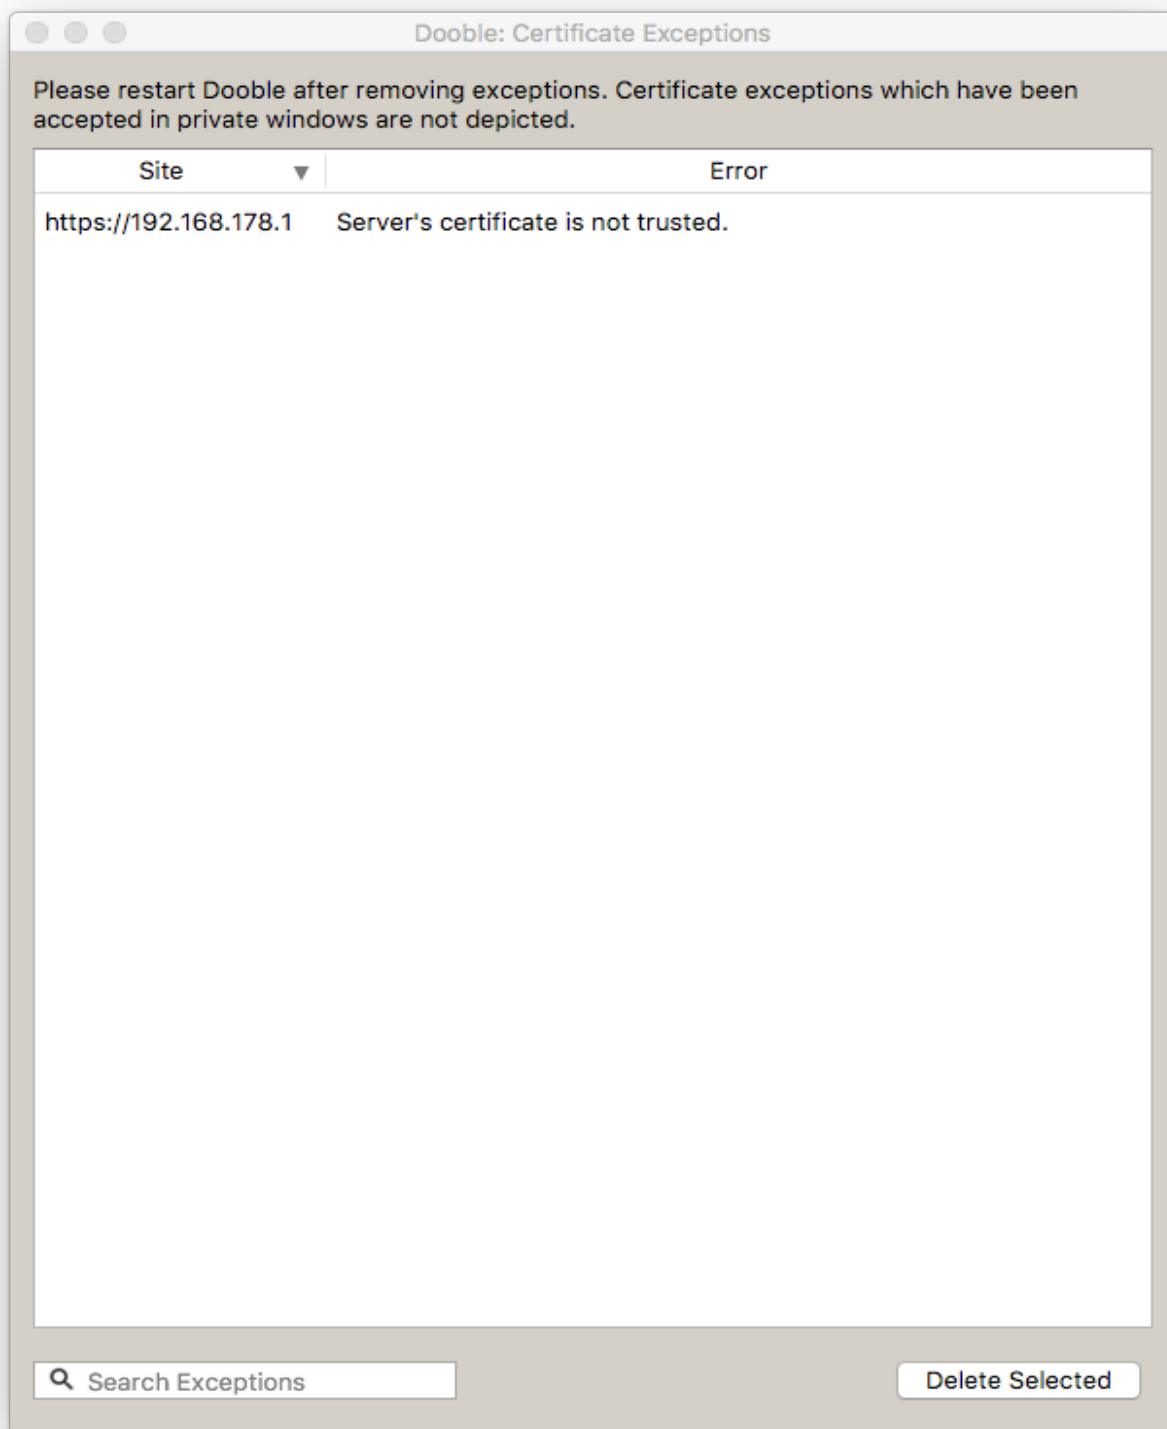 Dooble: Certificate Exceptions
Please restart Dooble after removing exceptions. Certificate exceptions which have been
accepted in private windows are not depicted.
Site Error
https://192.168.178.1 Server's certificate is not trusted.
Search Exceptions Delete Selected